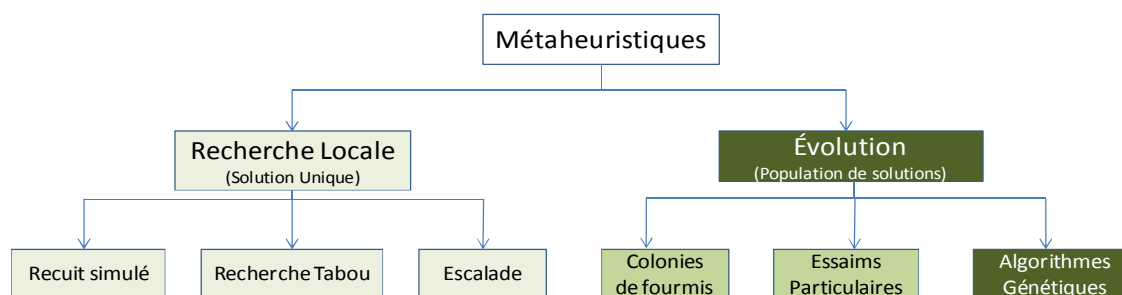 Métaheuristiques
Recherche Locale
(Solution Unique)
Évolution
(Population de solutions)
Recuit simulé
Recherche Tabou
Escalade
Colonies
de fourmis
Essaims
Particulaires
Algorithmes
Génétiques